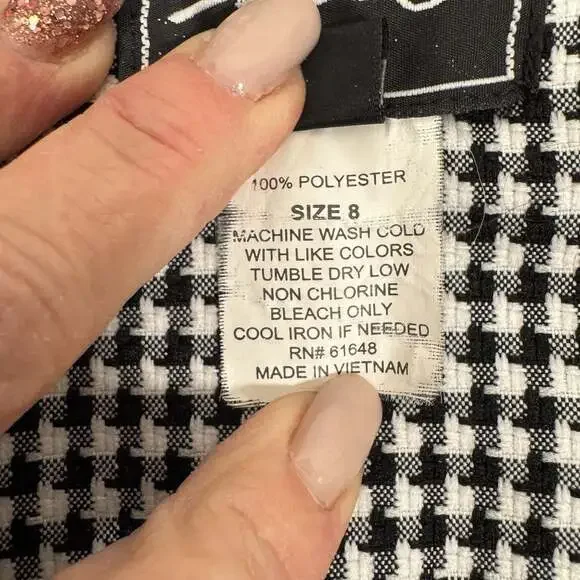 100% POLYESTER
SIZE 8
MACHINE WASH COLD
WITH LIKE COLORS
TUMBLE DRY LOW
NON CHLORINE
BLEACH ONLY
COOL IRON IF NEEDED
RN# 61648
MADE IN VIETNAM